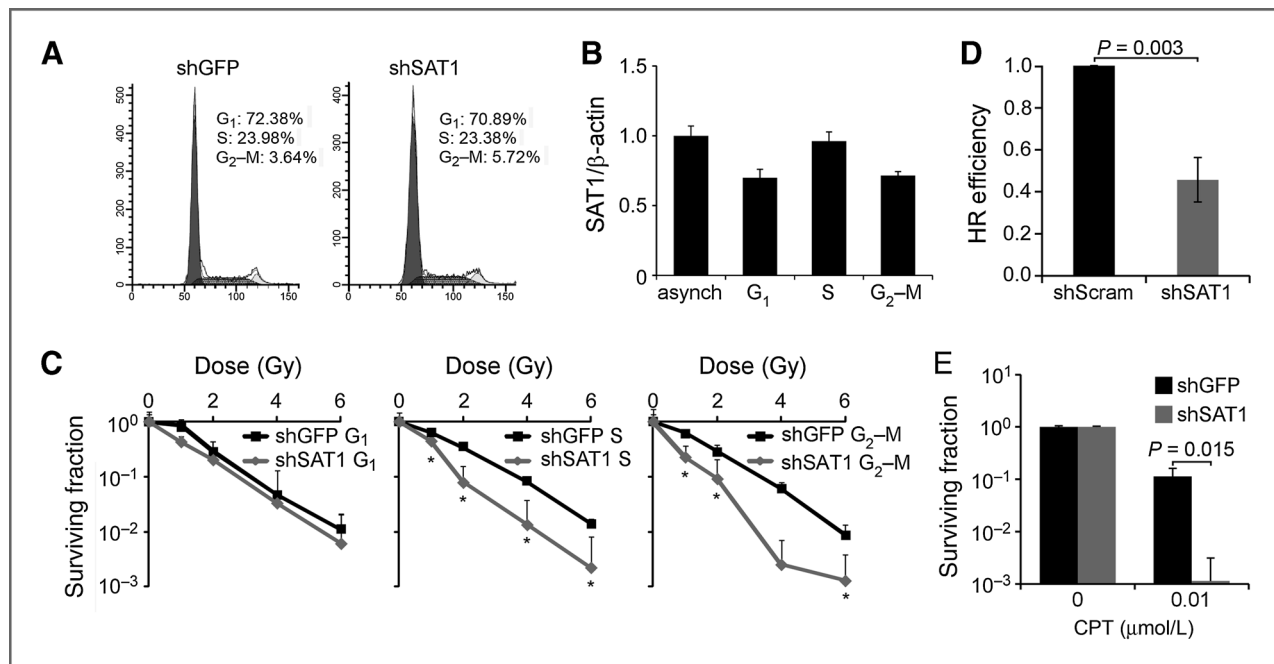 A
shGFP
500
400
300
200
100
0
0
50
100
150
G₁: 72.38%
S: 23.98%
G₂–M: 3.64%
shSAT1
400
300
200
100
0
0
50
100
150
G₁: 70.89%
S: 23.38%
G₂–M: 5.72%
B
SAT1/β-actin
1.5
1.0
0.5
0
asynch G₁ S G₂–M
D
P = 0.003
HR efficiency
1.0
0.8
0.6
0.4
0.2
0.0
shScram shSAT1
C
Surviving fraction
Dose (Gy)
0 2 4 6
10⁰
10⁻¹
10⁻²
10⁻³
shGFP G₁
shSAT1 G₁
Dose (Gy)
0 2 4 6
shGFP S
shSAT1 S
* * * *
Dose (Gy)
0 2 4 6
shGFP G₂–M
shSAT1 G₂–M
* * *
E
Surviving fraction
10¹
10⁰
10⁻¹
10⁻²
10⁻³
shGFP
shSAT1
P = 0.015
0 0.01
CPT (μmol/L)